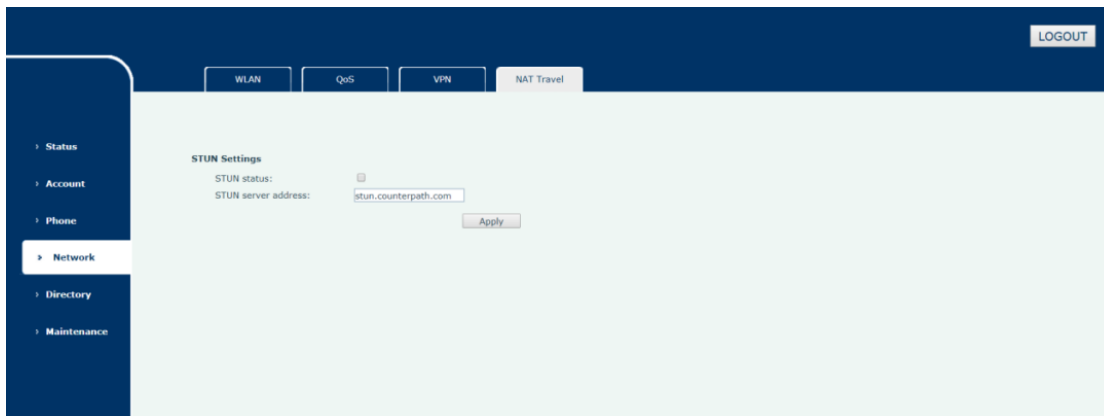 LOGOUT
WLAN QoS VPN NAT Travel
› Status
› Account
› Phone
› Network
› Directory
› Maintenance
STUN Settings
STUN status:
STUN server address: stun.counterpath.com
Apply